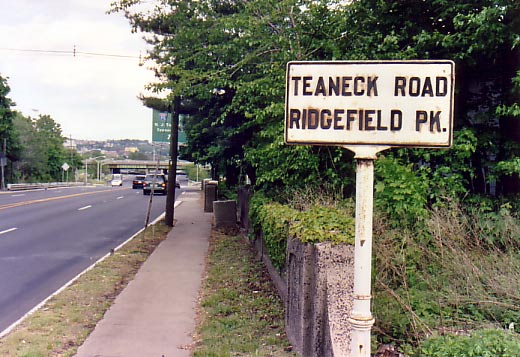 TEANECK ROAD
RIDGEFIELD PK.